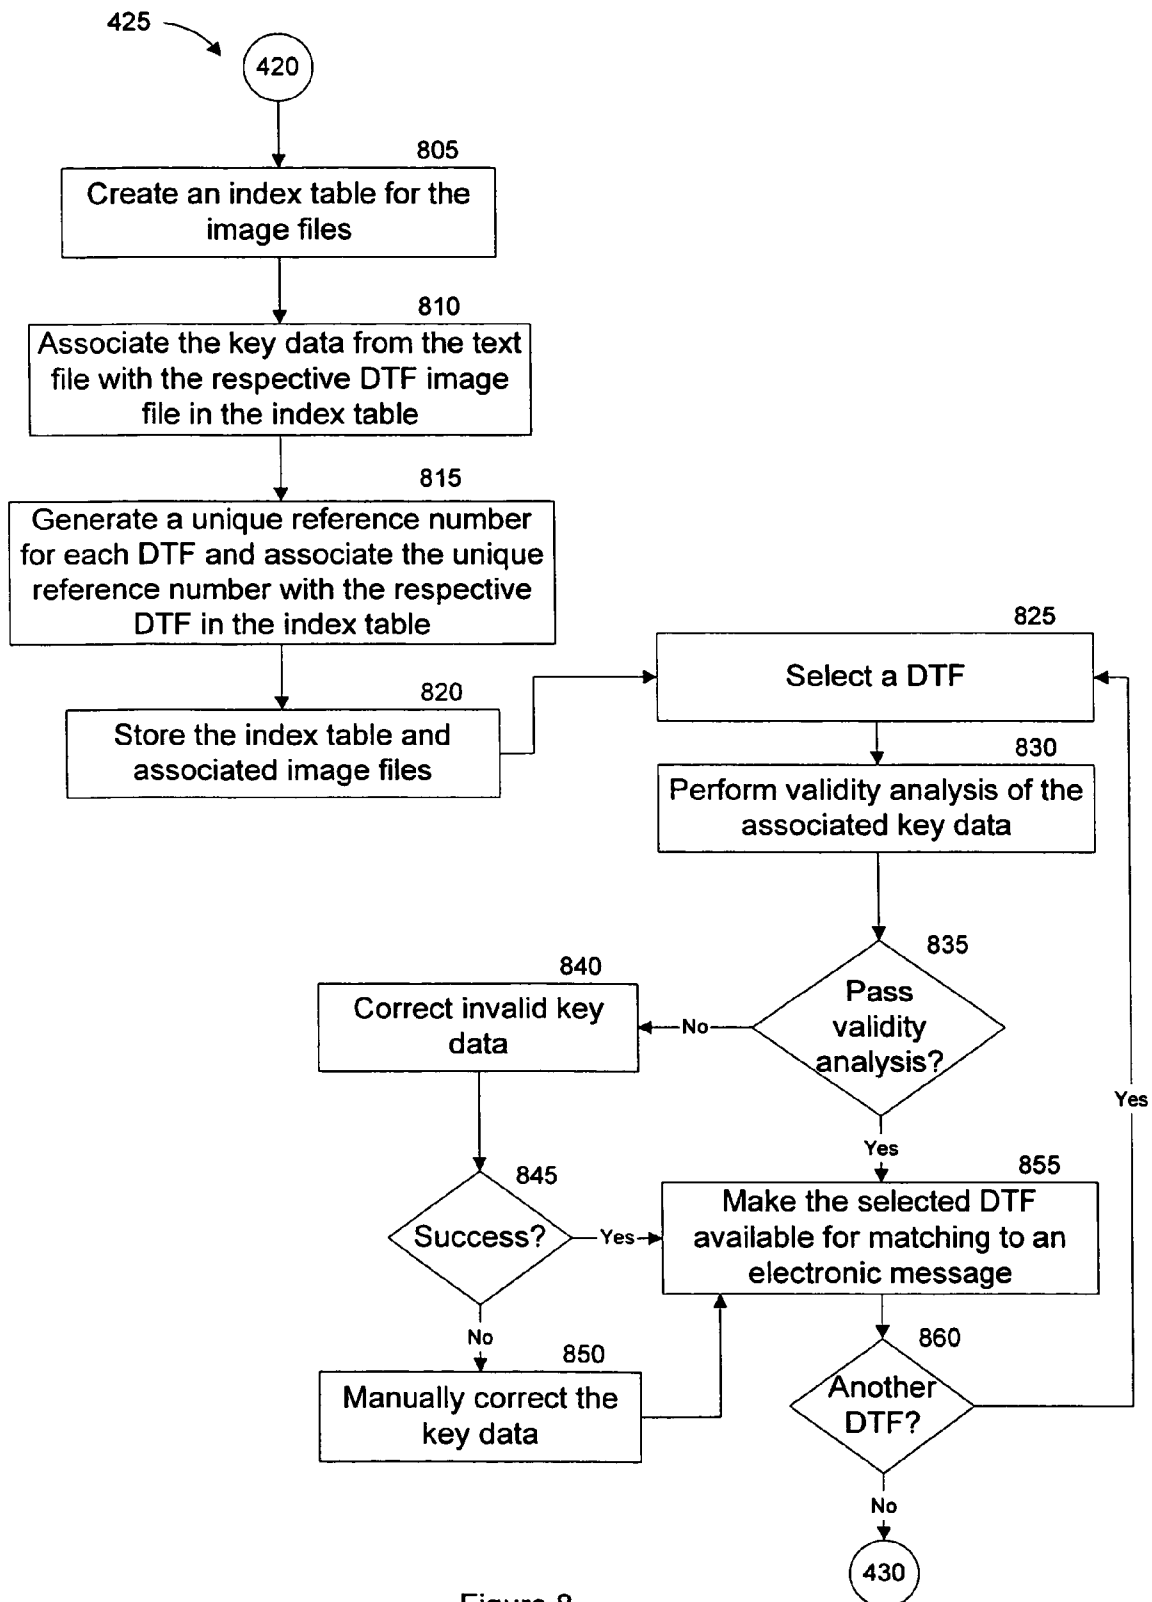 425
420
805
Create an index table for the
image files
810
Associate the key data from the text
file with the respective DTF image
file in the index table
815
Generate a unique reference number
for each DTF and associate the unique
reference number with the respective
DTF in the index table
820
Store the index table and
associated image files
825
Select a DTF
830
Perform validity analysis of the
associated key data
835
Pass
validity
analysis?
No
840
Correct invalid key
data
Yes
Yes
845
Success?
Yes
855
Make the selected DTF
available for matching to an
electronic message
No
850
Manually correct the
key data
860
Another
DTF?
No
430
Figure 8